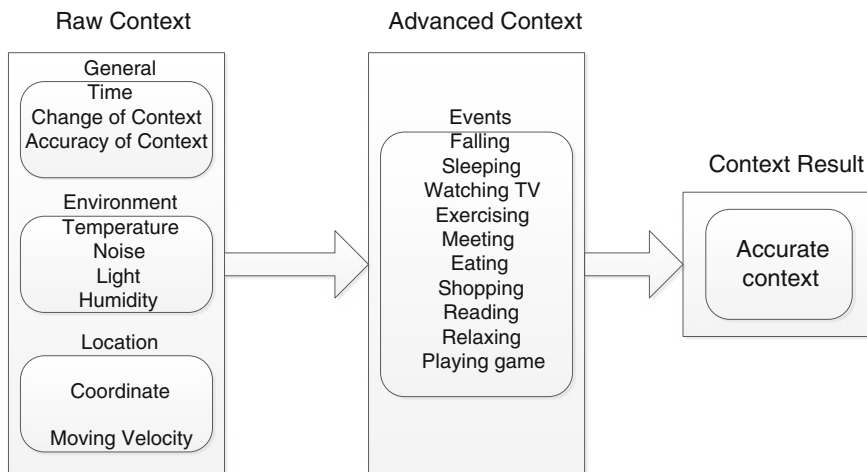 Raw Context
General
Time
Change of Context
Accuracy of Context
Environment
Temperature
Noise
Light
Humidity
Location
Coordinate
Moving Velocity
Advanced Context
Events
Falling
Sleeping
Watching TV
Exercising
Meeting
Eating
Shopping
Reading
Relaxing
Playing game
Context Result
Accurate
context